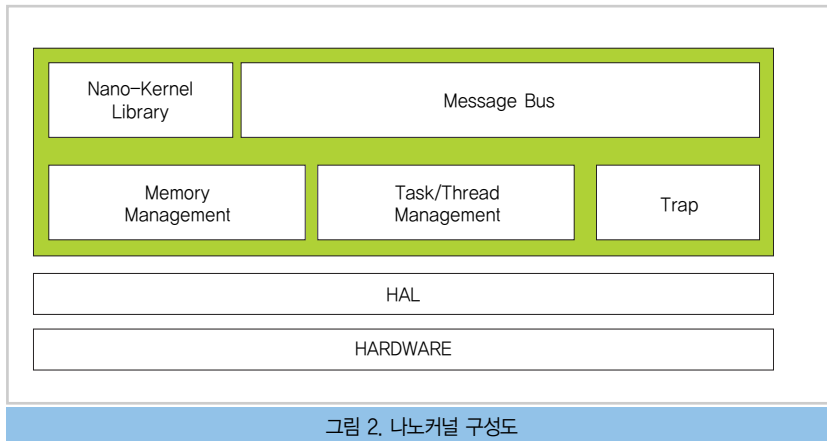 Nano-Kernel
Library
Message Bus
Memory
Management
Task/Thread
Management
Trap
HAL
HARDWARE
그림 2. 나노커널 구성도